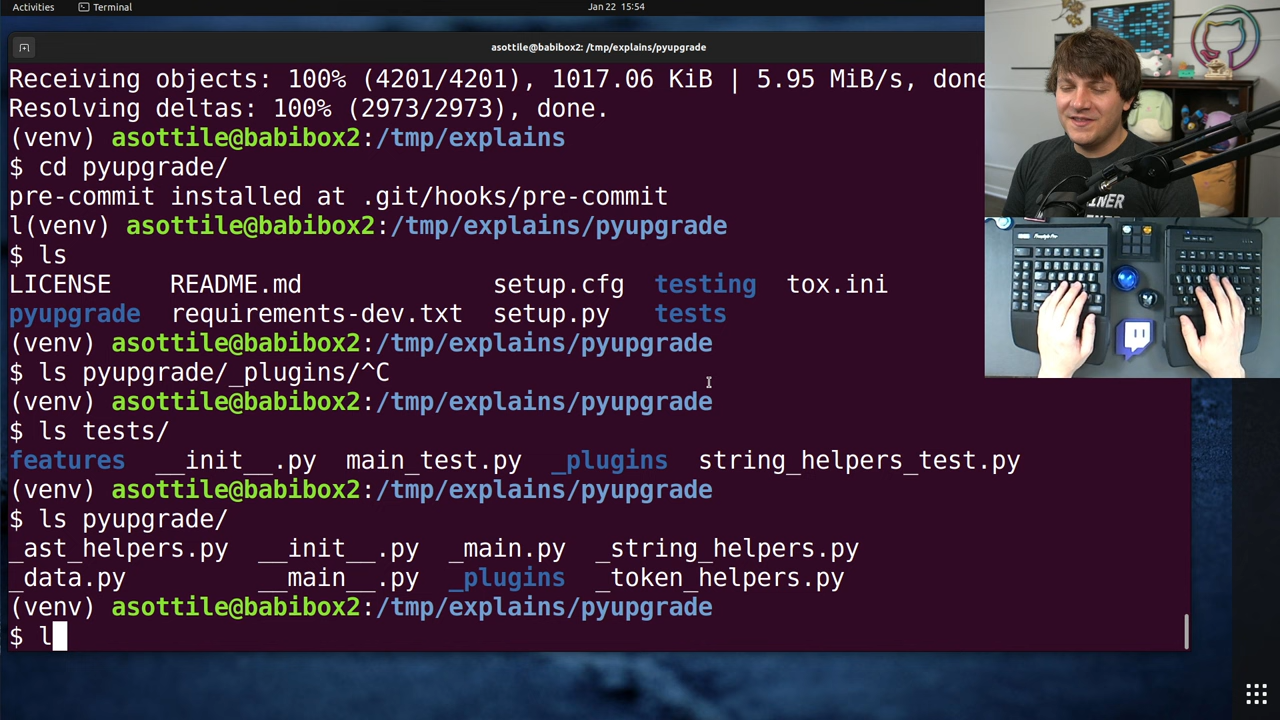 Activities Terminal Jan 22 15:54
asottile@babibox2: /tmp/explains/pyupgrade
Receiving objects: 100% (4201/4201), 1017.06 KiB | 5.95 MiB/s, done
Resolving deltas: 100% (2973/2973), done.
(venv) asottile@babibox2:/tmp/explains
$ cd pyupgrade/
pre-commit installed at .git/hooks/pre-commit
l(venv) asottile@babibox2:/tmp/explains/pyupgrade
$ ls
LICENSE README.md setup.cfg testing tox.ini
pyupgrade requirements-dev.txt setup.py tests
(venv) asottile@babibox2:/tmp/explains/pyupgrade
$ ls pyupgrade/_plugins/^C
(venv) asottile@babibox2:/tmp/explains/pyupgrade
$ ls tests/
features __init__.py main_test.py _plugins string_helpers_test.py
(venv) asottile@babibox2:/tmp/explains/pyupgrade
$ ls pyupgrade/
_ast_helpers.py __init__.py _main.py _string_helpers.py
_data.py __main__.py _plugins _token_helpers.py
(venv) asottile@babibox2:/tmp/explains/pyupgrade
$ l